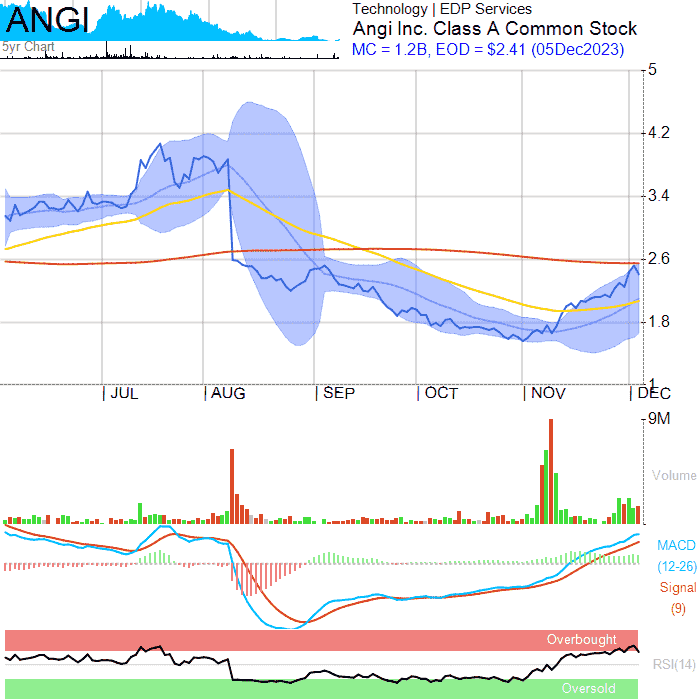 ANGI
5yr Chart
Technology | EDP Services
Angi Inc. Class A Common Stock
MC = 1.2B, EOD = $2.41 (05Dec2023)
5
4.2
3.4
2.6
1.8
1
JUL AUG SEP OCT NOV DEC
9M
Volume
MACD
(12-26)
Signal
(9)
Overbought
RSI(14)
Oversold